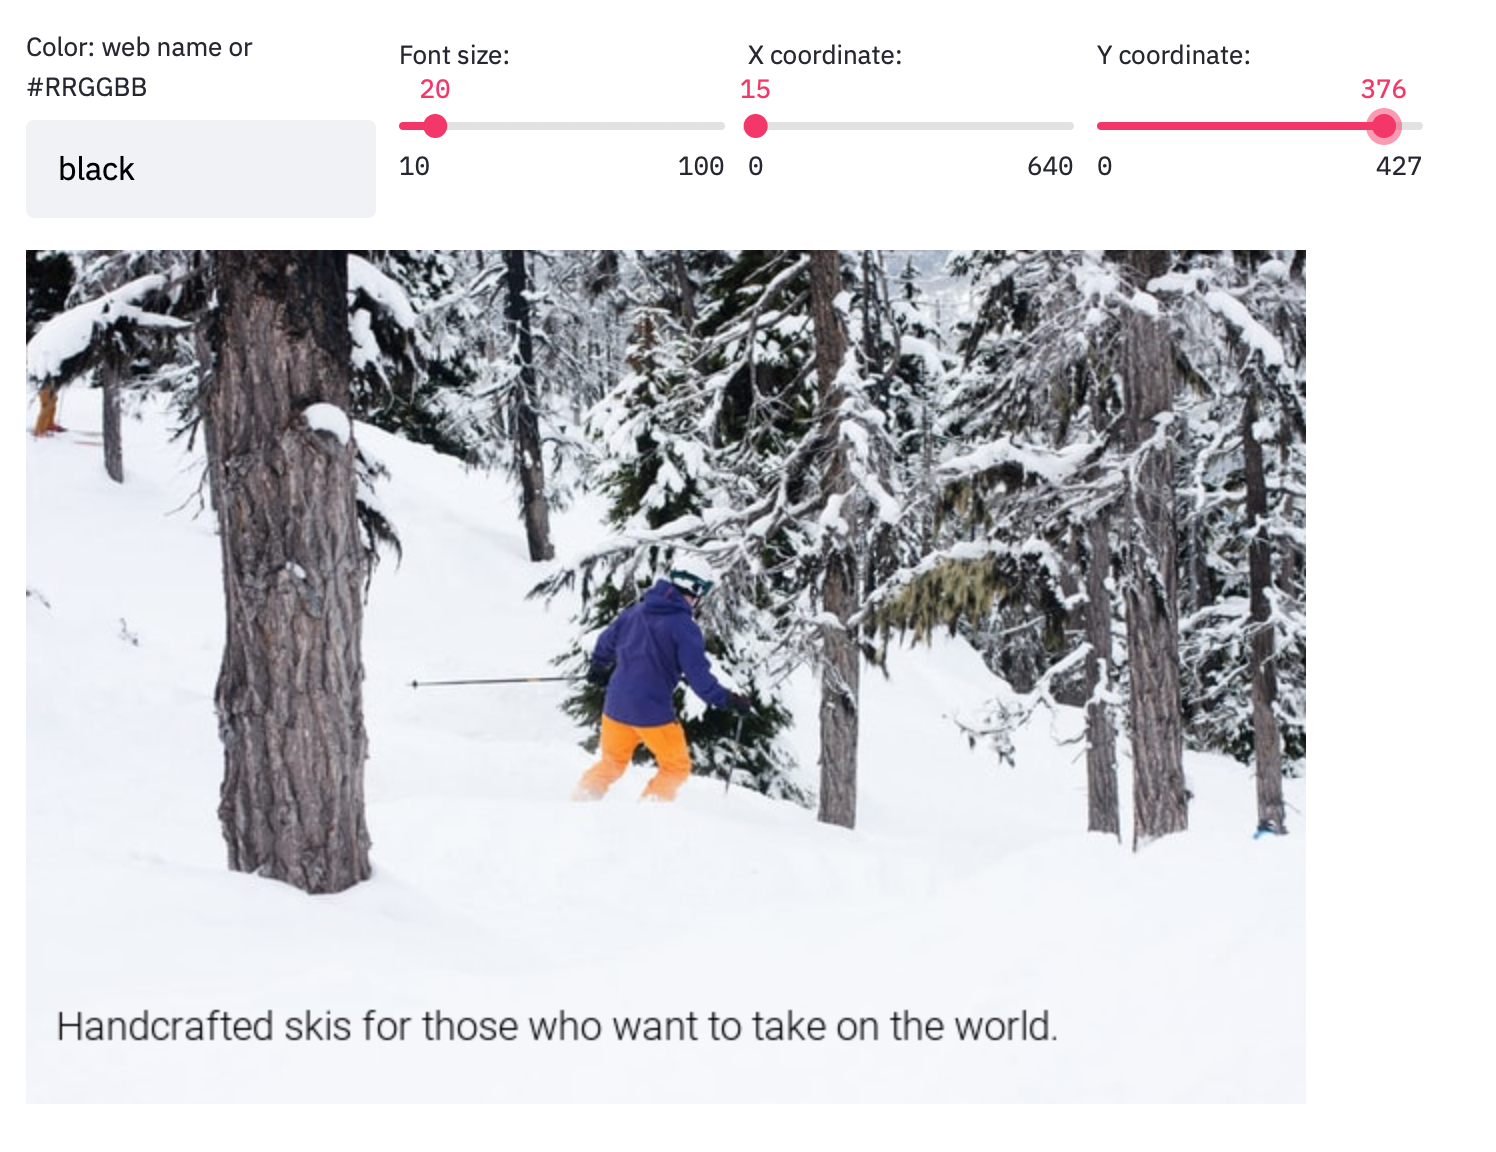 Color: web name or
#RRGGBB
black
Font size:
20
10 100
X coordinate:
15
0 640
Y coordinate:
376
0 427
Handcrafted skis for those who want to take on the world.